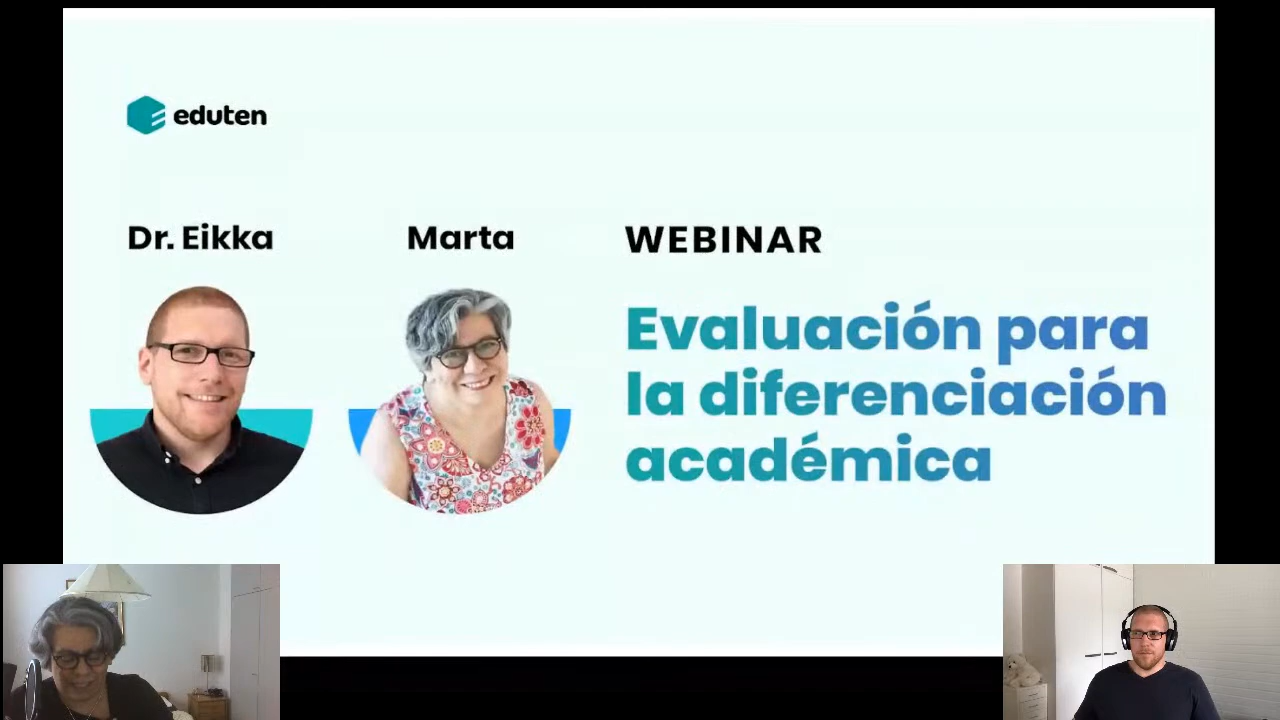 eduten
Dr. Eikka
Marta
WEBINAR
Evaluación para
la diferenciación
académica